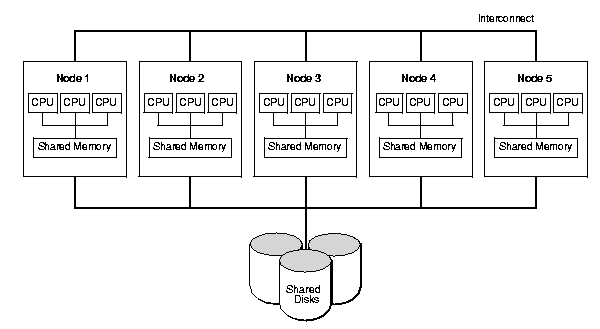 Interconnect
Node 1
CPU CPU CPU
Shared Memory
Node 2
CPU CPU CPU
Shared Memory
Node 3
CPU CPU CPU
Shared Memory
Node 4
CPU CPU CPU
Shared Memory
Node 5
CPU CPU CPU
Shared Memory
Shared
Disks